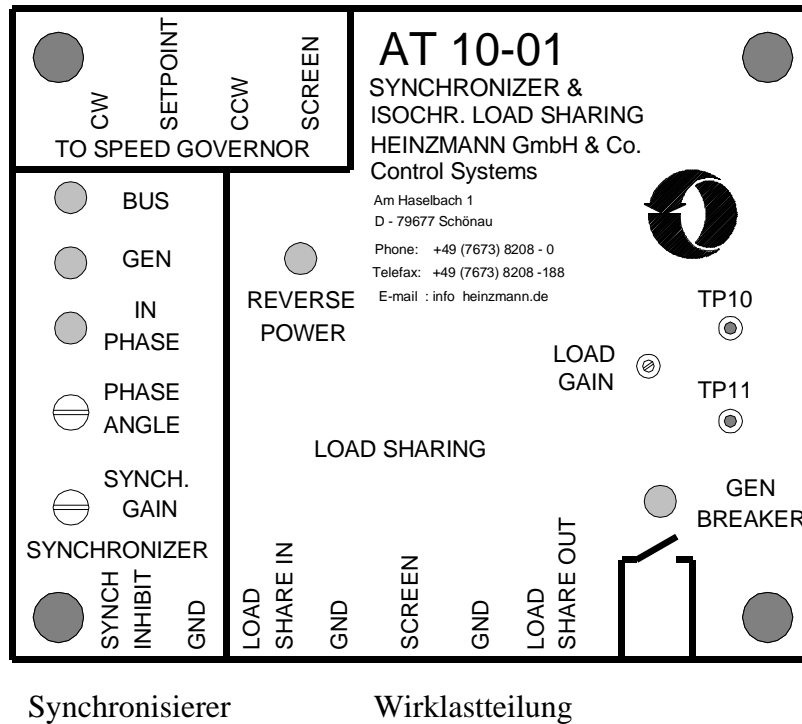 CW
SETPOINT
CCW
SCREEN
TO SPEED GOVERNOR
AT 10-01
SYNCHRONIZER &
ISOCHR. LOAD SHARING
HEINZMANN GmbH & Co.
Control Systems
Am Haselbach 1
D - 79677 Schönau
Phone: +49 (7673) 8208 - 0
Telefax: +49 (7673) 8208 -188
E-mail : info heinzmann.de
BUS
GEN
IN
PHASE
PHASE
ANGLE
SYNCH.
GAIN
SYNCHRONIZER
SYNCH
INHIBIT
GND
REVERSE
POWER
LOAD
GAIN
TP10
TP11
LOAD SHARING
GEN
BREAKER
LOAD
SHARE IN
GND
SCREEN
GND
LOAD
SHARE OUT
Synchronisierer
Wirklastteilung